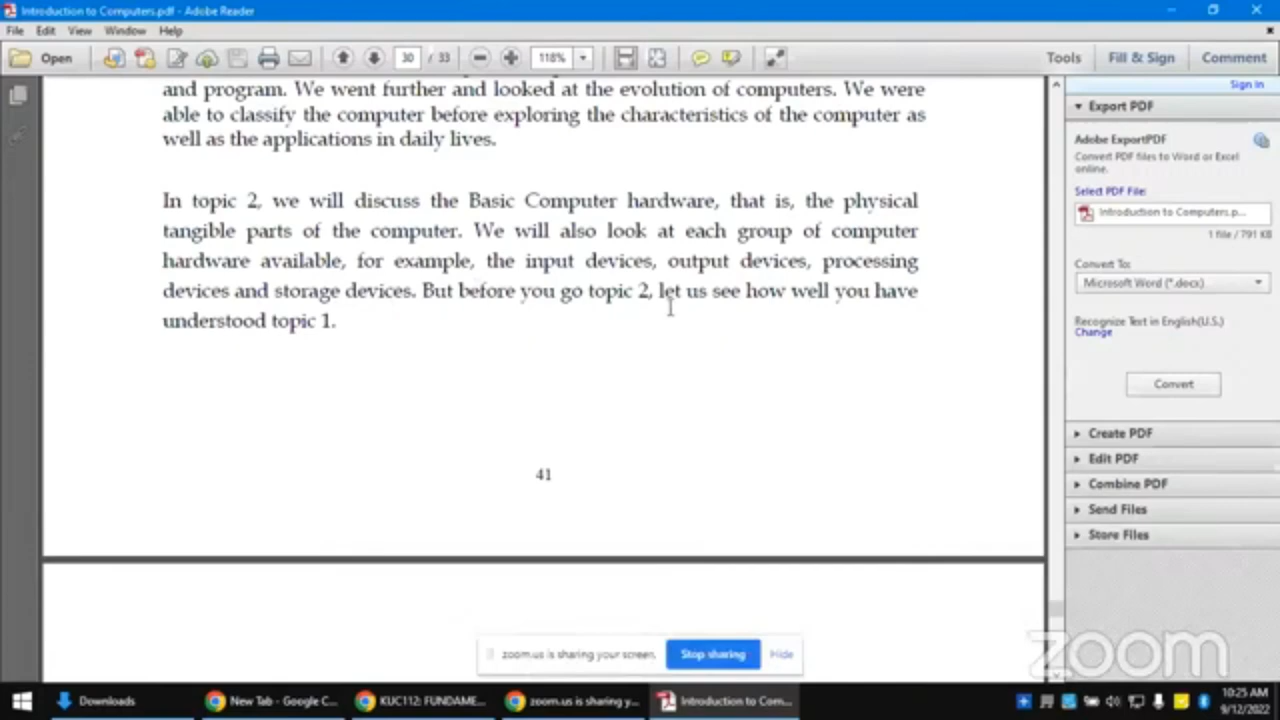 Introduction to Computers.pdf - Adobe Reader
File Edit View Window Help
Open 30 / 33 118% Tools Fill & Sign Comment
and program. We went further and looked at the evolution of computers. We were
able to classify the computer before exploring the characteristics of the computer as
well as the applications in daily lives.
In topic 2, we will discuss the Basic Computer hardware, that is, the physical
tangible parts of the computer. We will also look at each group of computer
hardware available, for example, the input devices, output devices, processing
devices and storage devices. But before you go topic 2, let us see how well you have
understood topic 1.
41
Sign In
Export PDF
Adobe ExportPDF
Convert PDF files to Word or Excel
online.
Select PDF File:
Introduction to Computers.p...
1 file / 791 KB
Convert To:
Microsoft Word (*.docx)
Recognize Text in English(U.S.)
Change
Convert
Create PDF
Edit PDF
Combine PDF
Send Files
Store Files
zoom.us is sharing your screen. Stop sharing Hide
zoom
Downloads New Tab - Google C... KUC112: FUNDAME... zoom.us is sharing y... Introduction to Com...
10:25 AM
9/12/2022